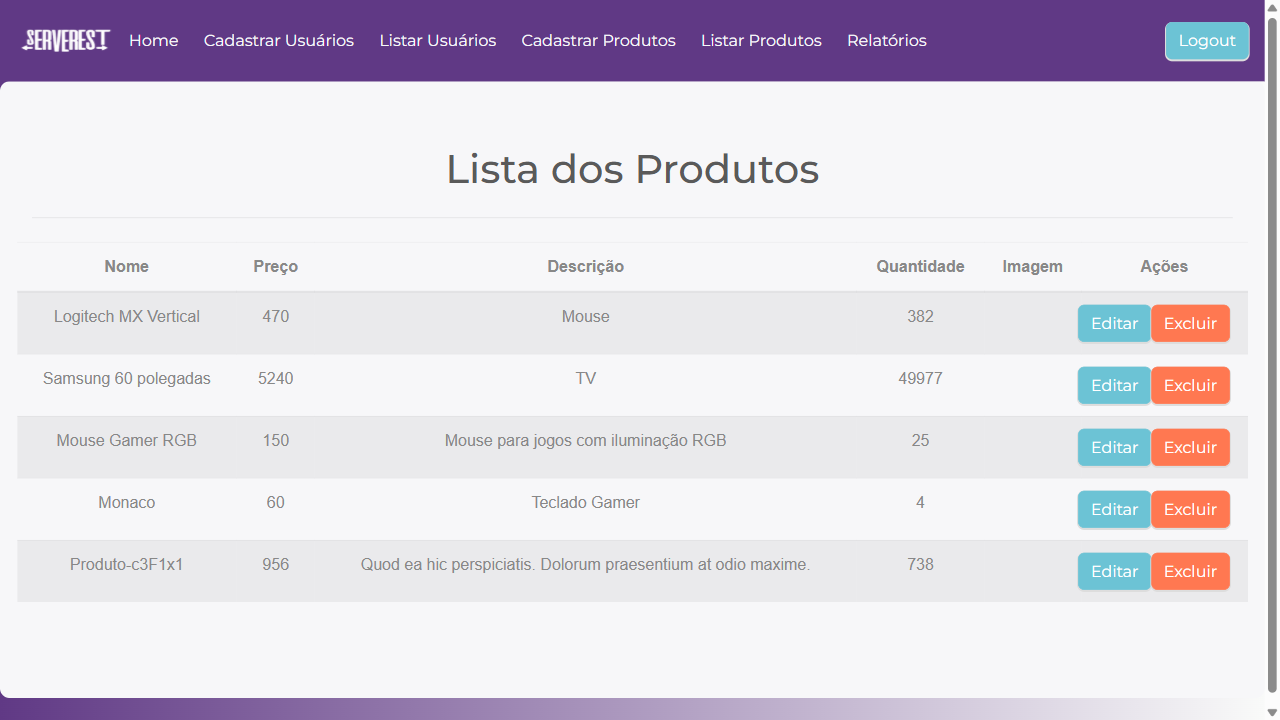 SERVEREST Home Cadastrar Usuários Listar Usuários Cadastrar Produtos Listar Produtos Relatórios Logout
Lista dos Produtos
Nome Preço Descrição Quantidade Imagem Ações
Logitech MX Vertical 470 Mouse 382 Editar Excluir
Samsung 60 polegadas 5240 TV 49977 Editar Excluir
Mouse Gamer RGB 150 Mouse para jogos com iluminação RGB 25 Editar Excluir
Monaco 60 Teclado Gamer 4 Editar Excluir
Produto-c3F1x1 956 Quod ea hic perspiciatis. Dolorum praesentium at odio maxime. 738 Editar Excluir